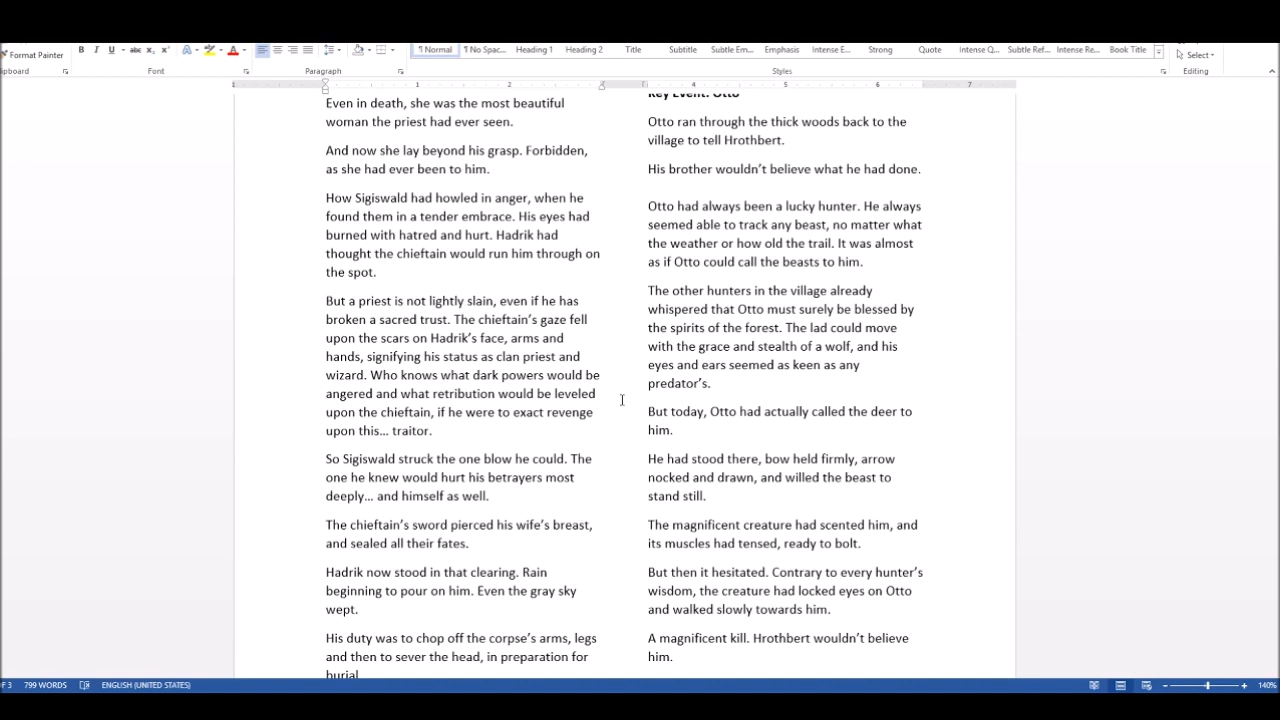 Format Painter
B I U abc x₂ x² A A
¶ Normal ¶ No Spac... Heading 1 Heading 2 Title Subtitle Subtle Em... Emphasis Intense E... Strong Quote Intense Q... Subtle Ref... Intense Re... Book Title
Select
ipboard Font Paragraph Styles Editing
1 1 2 4 5 6 7
Even in death, she was the most beautiful
woman the priest had ever seen.
And now she lay beyond his grasp. Forbidden,
as she had ever been to him.
How Sigiswald had howled in anger, when he
found them in a tender embrace. His eyes had
burned with hatred and hurt. Hadrik had
thought the chieftain would run him through on
the spot.
But a priest is not lightly slain, even if he has
broken a sacred trust. The chieftain’s gaze fell
upon the scars on Hadrik’s face, arms and
hands, signifying his status as clan priest and
wizard. Who knows what dark powers would be
angered and what retribution would be leveled
upon the chieftain, if he were to exact revenge
upon this… traitor.
So Sigiswald struck the one blow he could. The
one he knew would hurt his betrayers most
deeply… and himself as well.
The chieftain’s sword pierced his wife’s breast,
and sealed all their fates.
Hadrik now stood in that clearing. Rain
beginning to pour on him. Even the gray sky
wept.
His duty was to chop off the corpse’s arms, legs
and then to sever the head, in preparation for
burial
Key Event: Otto
Otto ran through the thick woods back to the
village to tell Hrothbert.
His brother wouldn’t believe what he had done.
Otto had always been a lucky hunter. He always
seemed able to track any beast, no matter what
the weather or how old the trail. It was almost
as if Otto could call the beasts to him.
The other hunters in the village already
whispered that Otto must surely be blessed by
the spirits of the forest. The lad could move
with the grace and stealth of a wolf, and his
eyes and ears seemed as keen as any
predator’s.
But today, Otto had actually called the deer to
him.
He had stood there, bow held firmly, arrow
nocked and drawn, and willed the beast to
stand still.
The magnificent creature had scented him, and
its muscles had tensed, ready to bolt.
But then it hesitated. Contrary to every hunter’s
wisdom, the creature had locked eyes on Otto
and walked slowly towards him.
A magnificent kill. Hrothbert wouldn’t believe
him.
OF 3 799 WORDS ENGLISH (UNITED STATES) 140%